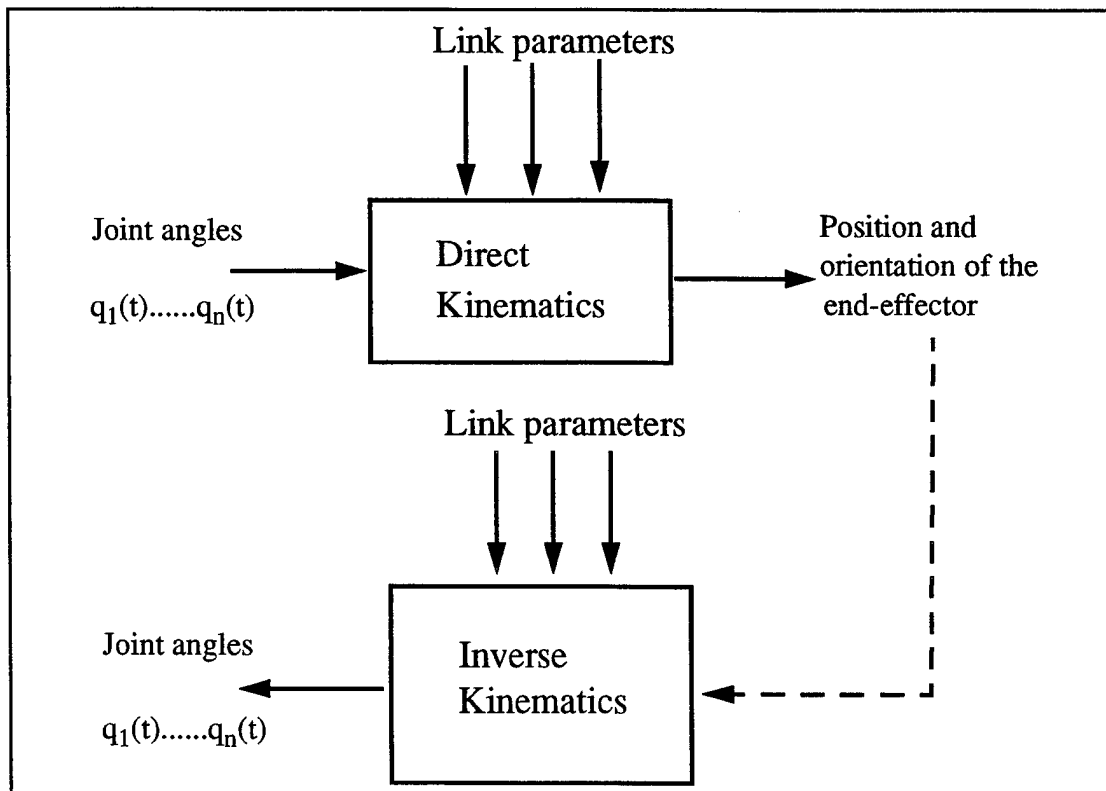 Link parameters
Joint angles
q1(t)......qn(t)
Direct
Kinematics
Position and
orientation of the
end-effector
Link parameters
Joint angles
q1(t)......qn(t)
Inverse
Kinematics